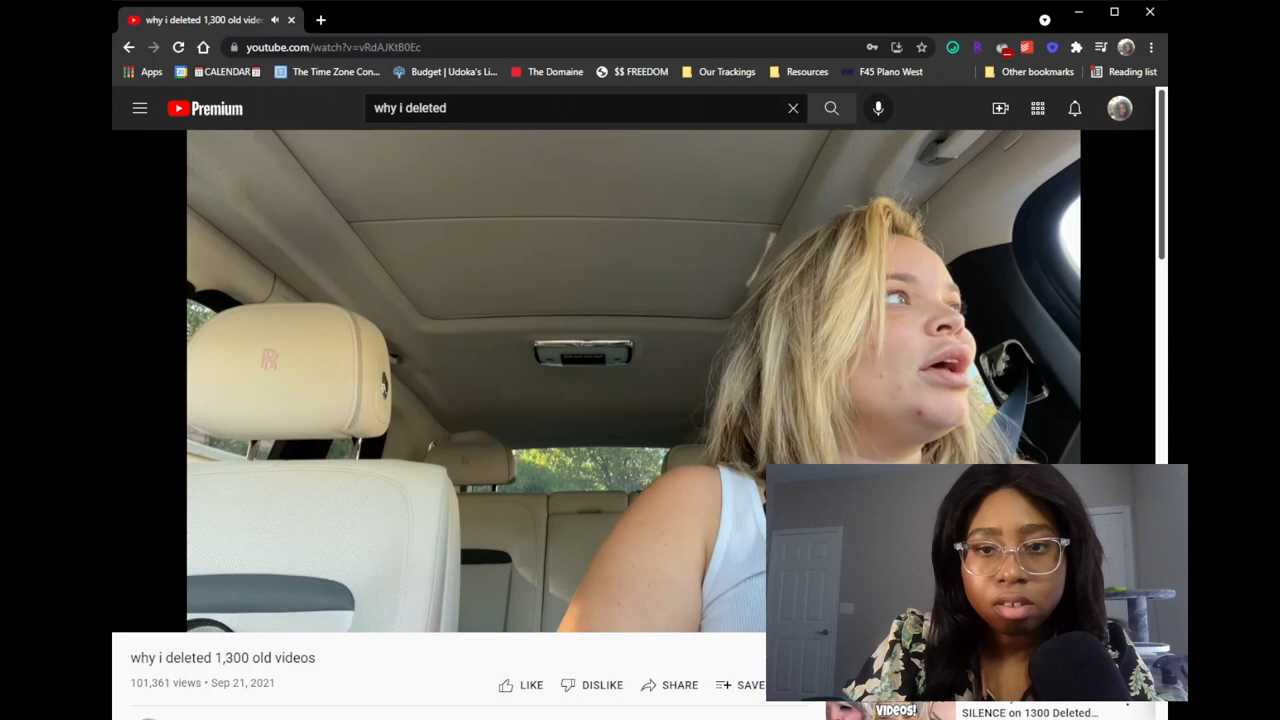 why i deleted 1,300 old vide
youtube.com/watch?v=vRdAJKtB0Ec
Apps
CALENDAR
The Time Zone Con...
Budget | Udoka's Li...
The Domaine
$$ FREEDOM
Our Trackings
Resources
F45 Plano West
Other bookmarks
Reading list
Premium
why i deleted
RR
why i deleted 1,300 old videos
101,361 views • Sep 21, 2021
LIKE
DISLIKE
SHARE
SAVE
VIDEOS!
SILENCE on 1300 Deleted...